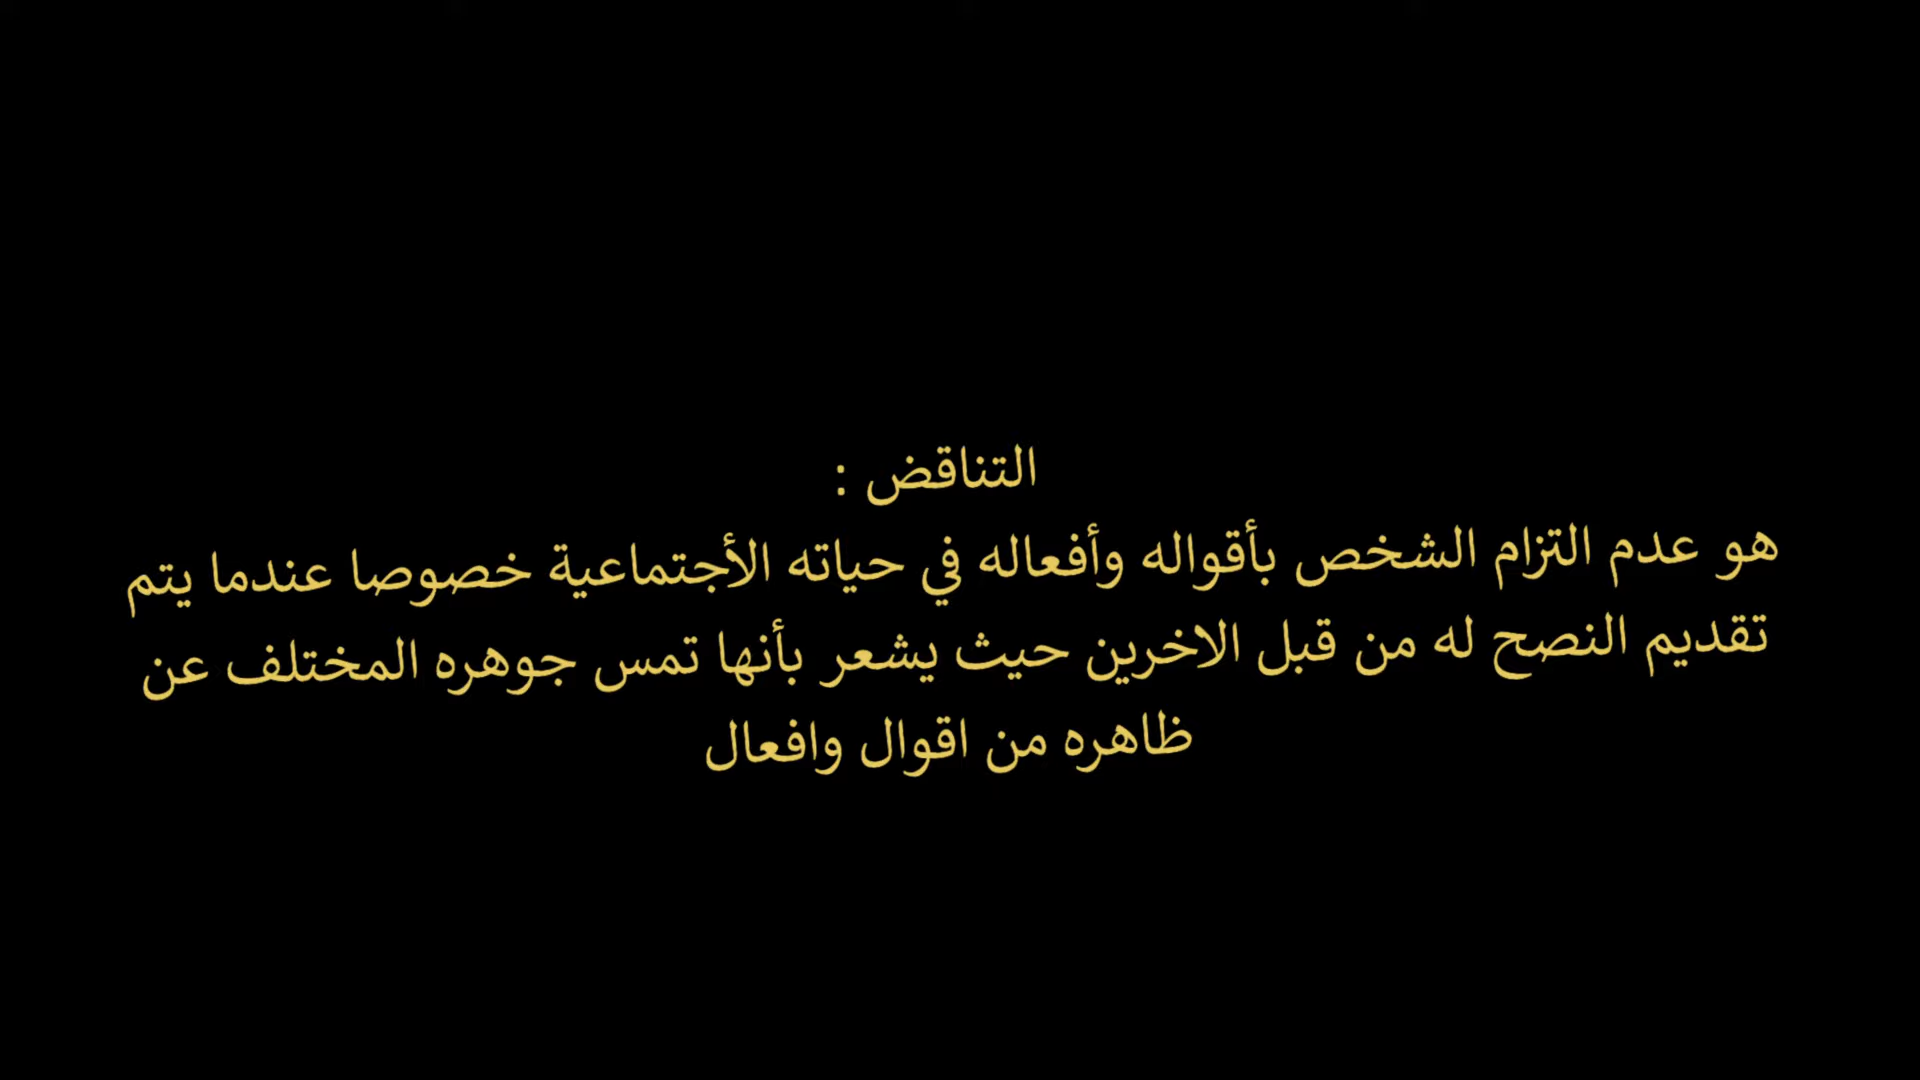 التناقض :
هو عدم التزام الشخص بأقواله وأفعاله في حياته الأجتماعية خصوصا عندما يتم
تقديم النصح له من قبل الاخرين حيث يشعر بأنها تمس جوهره المختلف عن
ظاهره من اقوال وافعال